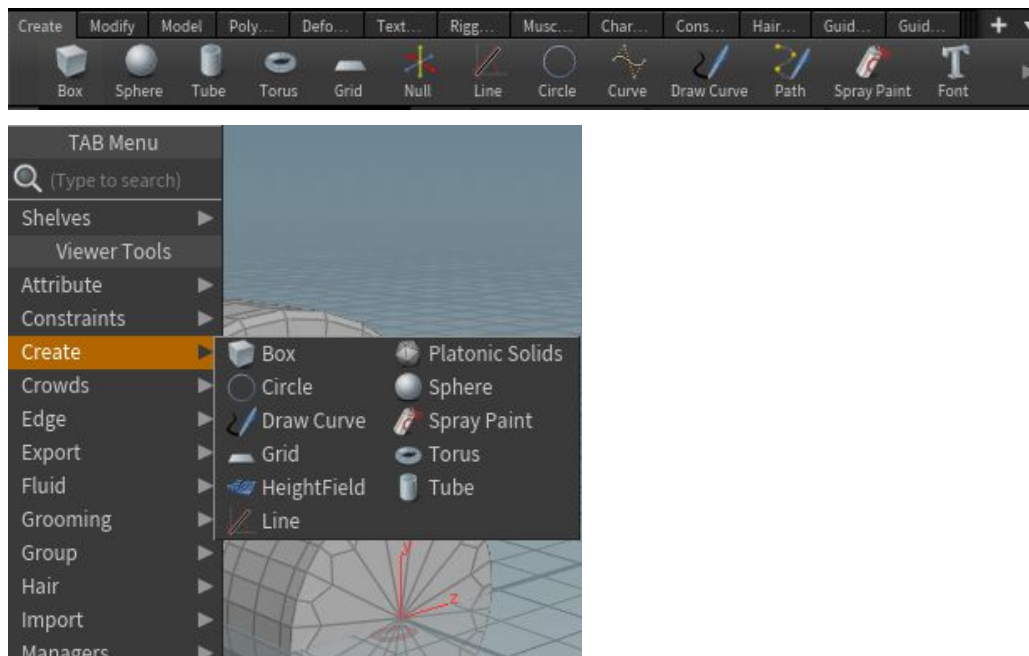 Create Modify Model Poly... Defo... Text... Rigg... Musc... Char... Cons... Hair... Guid... Guid... +
Box Sphere Tube Torus Grid Null Line Circle Curve Draw Curve Path Spray Paint Font
TAB Menu
(Type to search)
Shelves
Viewer Tools
Attribute
Constraints
Create
Box Platonic Solids
Crowds
Circle Sphere
Edge
Draw Curve Spray Paint
Export
Grid Torus
Fluid
HeightField Tube
Grooming
Line
Group
y
Hair
z
Import
Managers